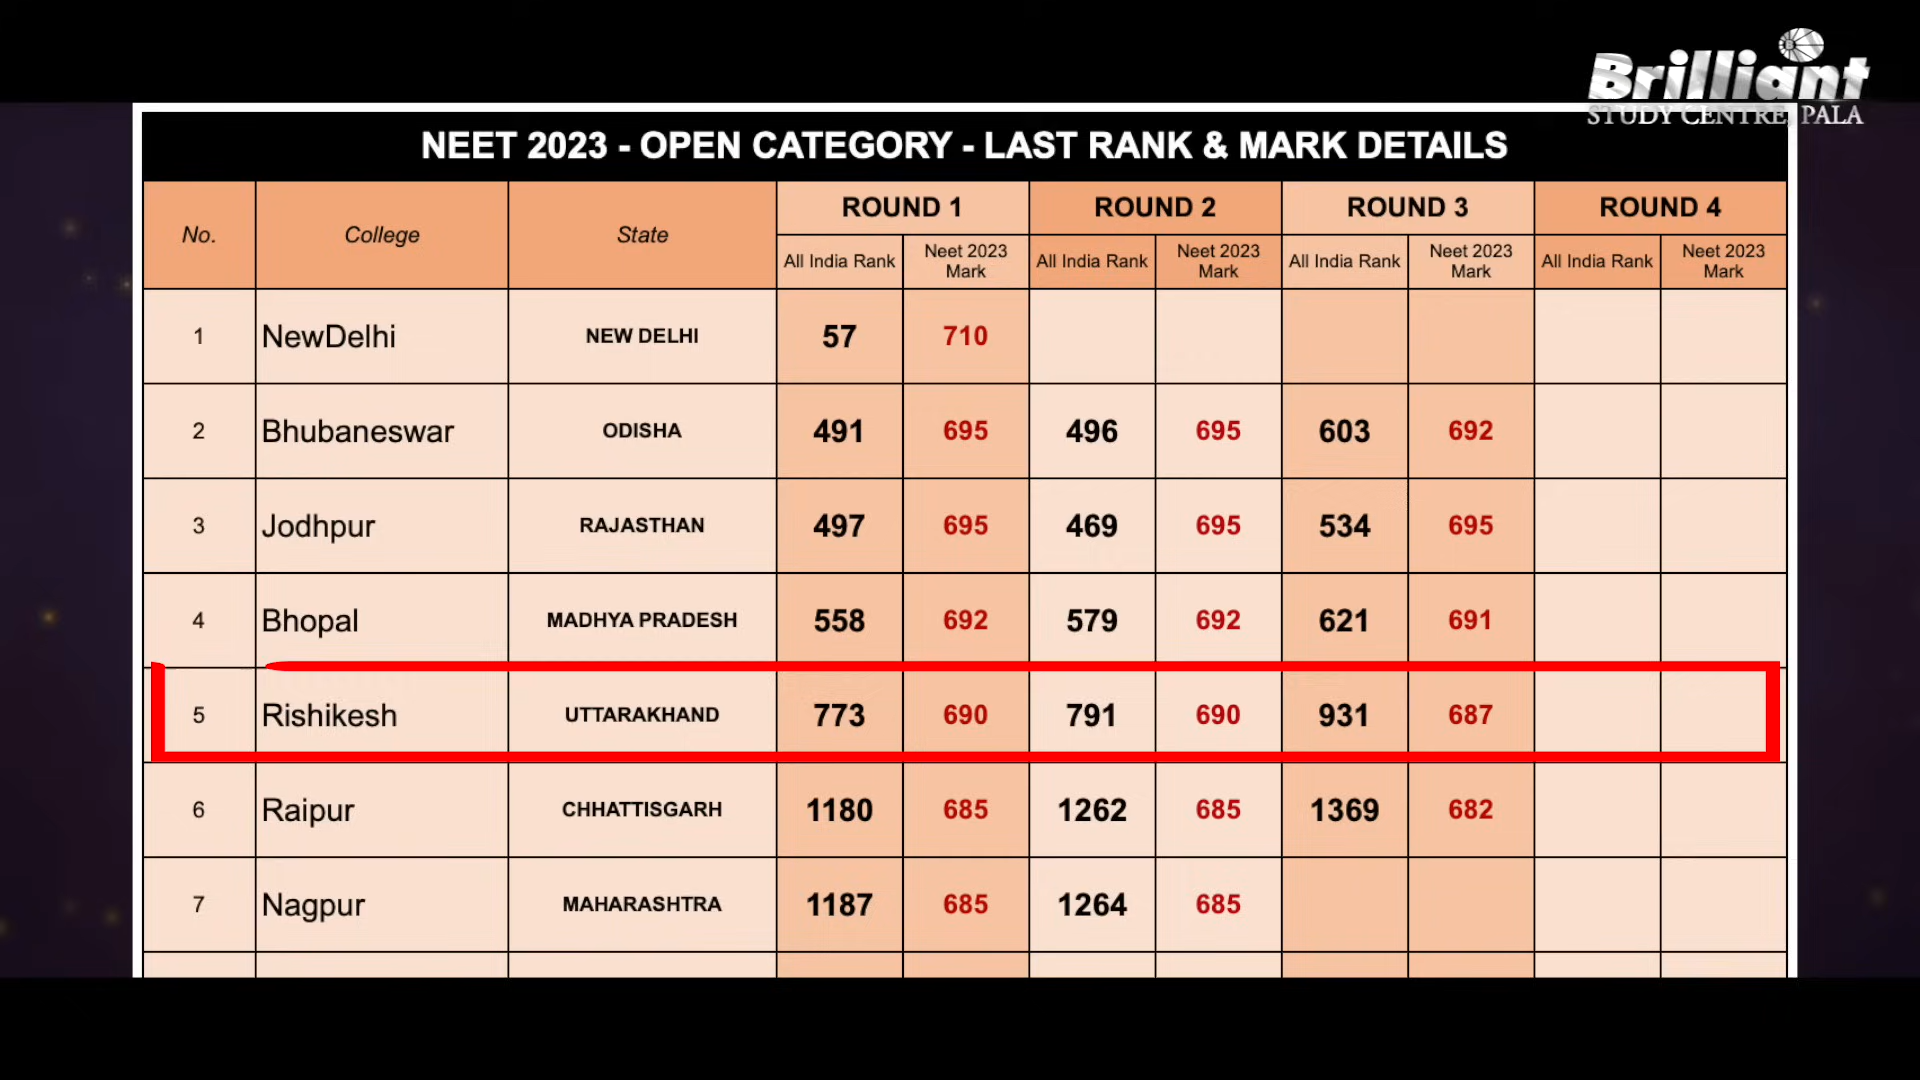 Brilliant
STUDY CENTRE, PALA
NEET 2023 - OPEN CATEGORY - LAST RANK & MARK DETAILS
No. College State ROUND 1 ROUND 2 ROUND 3 ROUND 4
All India Rank Neet 2023 Mark All India Rank Neet 2023 Mark All India Rank Neet 2023 Mark All India Rank Neet 2023 Mark
1 NewDelhi NEW DELHI 57 710
2 Bhubaneswar ODISHA 491 695 496 695 603 692
3 Jodhpur RAJASTHAN 497 695 469 695 534 695
4 Bhopal MADHYA PRADESH 558 692 579 692 621 691
5 Rishikesh UTTARAKHAND 773 690 791 690 931 687
6 Raipur CHHATTISGARH 1180 685 1262 685 1369 682
7 Nagpur MAHARASHTRA 1187 685 1264 685